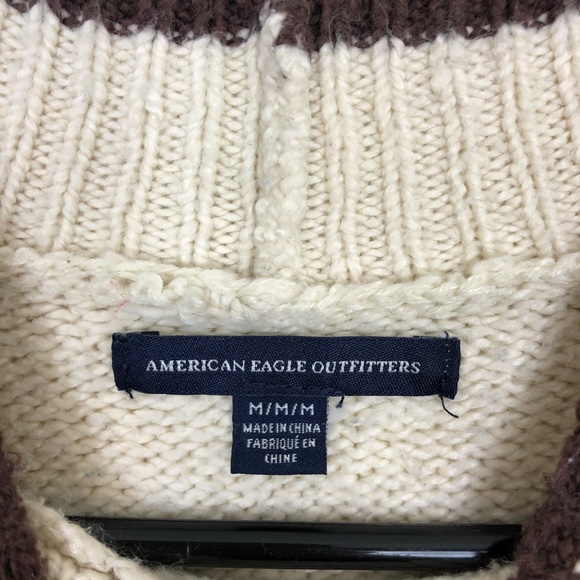 AMERICAN EAGLE OUTFITTERS
M/M/M
MADE IN CHINA
FABRIQUÉ EN
CHINE